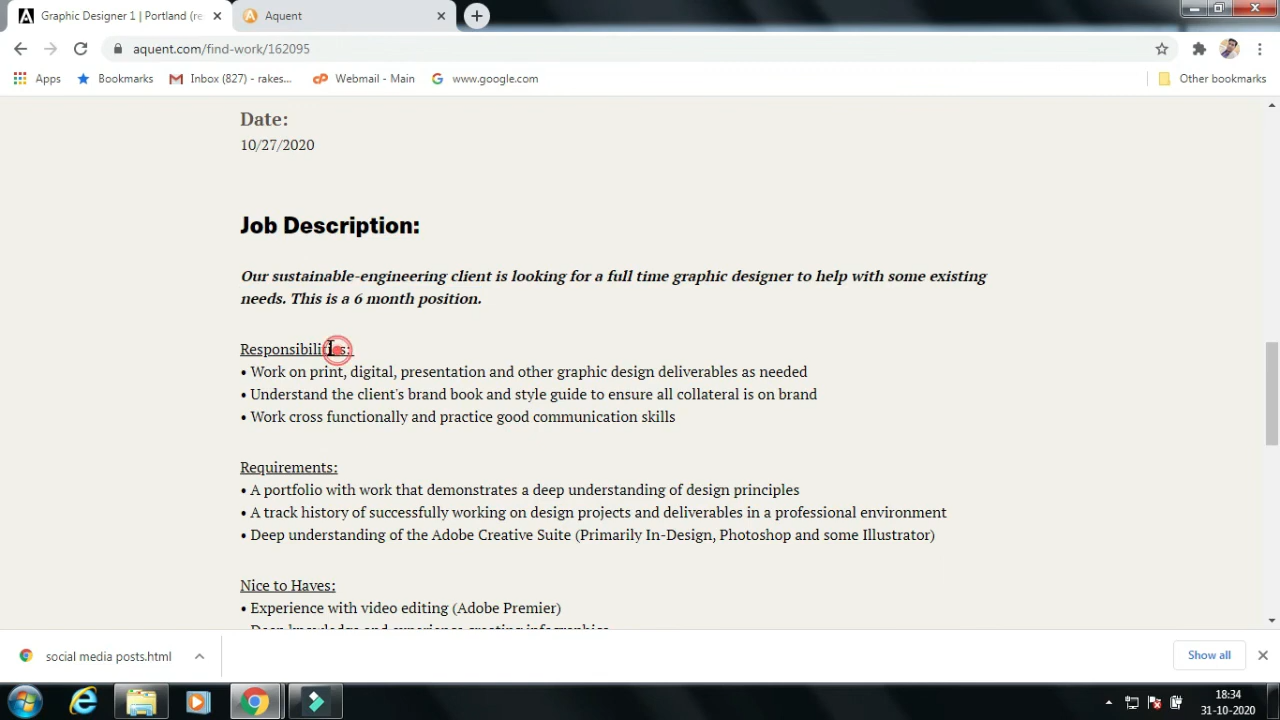 Graphic Designer 1 | Portland (re
Aquent
aquent.com/find-work/162095
Apps
Bookmarks
Inbox (827) - rakes...
Webmail - Main
www.google.com
Other bookmarks
Date:
10/27/2020
Job Description:
Our sustainable-engineering client is looking for a full time graphic designer to help with some existing
needs. This is a 6 month position.
Responsibilities:
• Work on print, digital, presentation and other graphic design deliverables as needed
• Understand the client's brand book and style guide to ensure all collateral is on brand
• Work cross functionally and practice good communication skills
Requirements:
• A portfolio with work that demonstrates a deep understanding of design principles
• A track history of successfully working on design projects and deliverables in a professional environment
• Deep understanding of the Adobe Creative Suite (Primarily In-Design, Photoshop and some Illustrator)
Nice to Haves:
• Experience with video editing (Adobe Premier)
• Deep knowledge and experience creating infographics
social media posts.html
Show all
18:34
31-10-2020